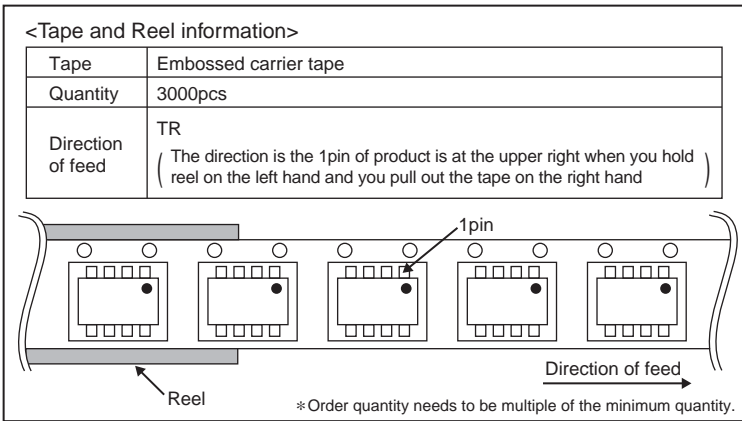 <Tape and Reel information>
Tape Embossed carrier tape
Quantity 3000pcs
Direction of feed TR
( The direction is the 1pin of product is at the upper right when you hold
reel on the left hand and you pull out the tape on the right hand )
1pin
Direction of feed
Reel
*Order quantity needs to be multiple of the minimum quantity.